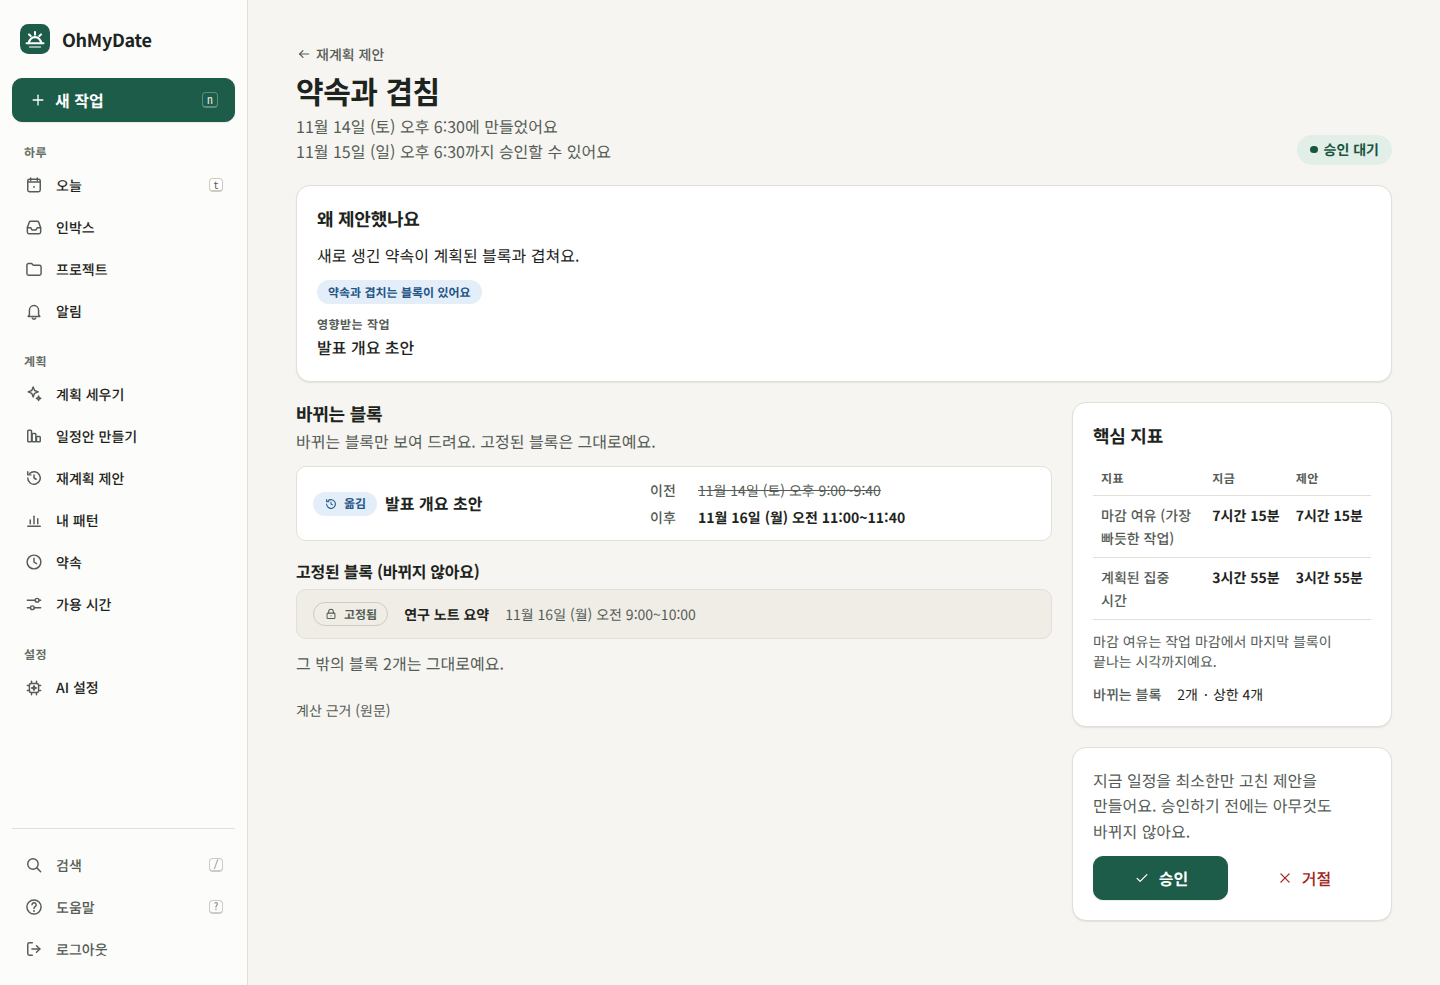 OhMyDate
새 작업
n
하루
오늘
t
인박스
프로젝트
알림
계획
계획 세우기
일정안 만들기
재계획 제안
내 패턴
약속
가용 시간
설정
AI 설정
검색
/
도움말
?
로그아웃
← 재계획 제안
약속과 겹침
11월 14일 (토) 오후 6:30에 만들었어요
11월 15일 (일) 오후 6:30까지 승인할 수 있어요
승인 대기
왜 제안했나요
새로 생긴 약속이 계획된 블록과 겹쳐요.
약속과 겹치는 블록이 있어요
영향받는 작업
발표 개요 초안
바뀌는 블록
바뀌는 블록만 보여 드려요. 고정된 블록은 그대로예요.
옮김 발표 개요 초안
이전 11월 14일 (토) 오후 9:00~9:40
이후 11월 16일 (월) 오전 11:00~11:40
고정된 블록 (바뀌지 않아요)
고정됨 연구 노트 요약 11월 16일 (월) 오전 9:00~10:00
그 밖의 블록 2개는 그대로예요.
계산 근거 (원문)
핵심 지표
지표 지금 제안
마감 여유 (가장 7시간 15분 7시간 15분
빠듯한 작업)
계획된 집중 3시간 55분 3시간 55분
시간
마감 여유는 작업 마감에서 마지막 블록이
끝나는 시각까지예요.
바뀌는 블록 2개 · 상한 4개
지금 일정을 최소한만 고친 제안을
만들어요. 승인하기 전에는 아무것도
바뀌지 않아요.
승인
거절